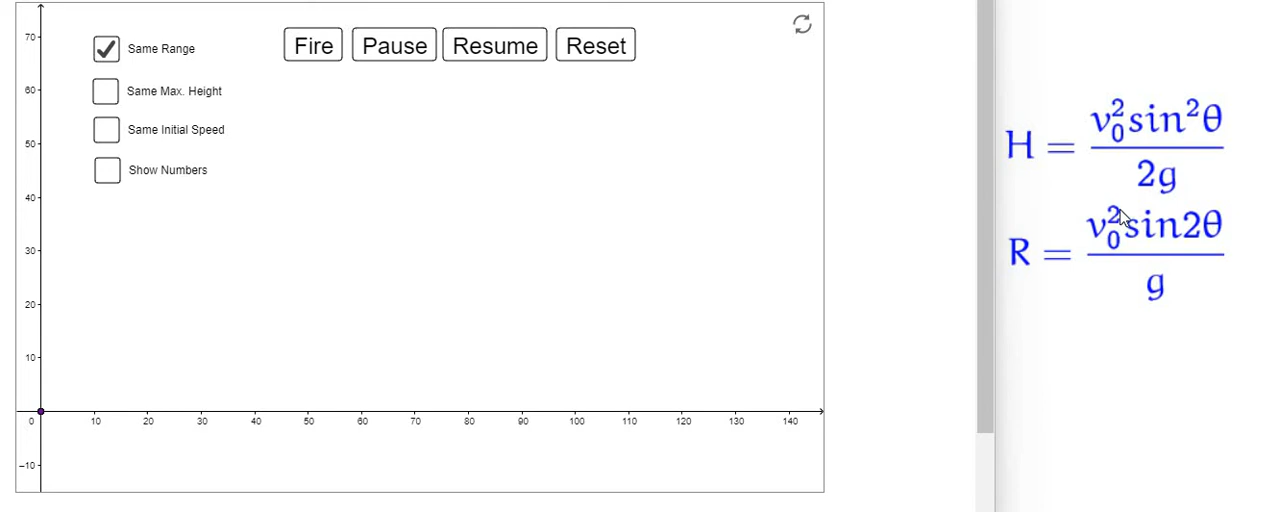 Fire Pause Resume Reset
Same Range
Same Max. Height
Same Initial Speed
Show Numbers
70
60
50
40
30
20
10
0 10 20 30 40 50 60 70 80 90 100 110 120 130 140
−10
H = v₀²sin²θ / 2g
R = v₀²sin2θ / g